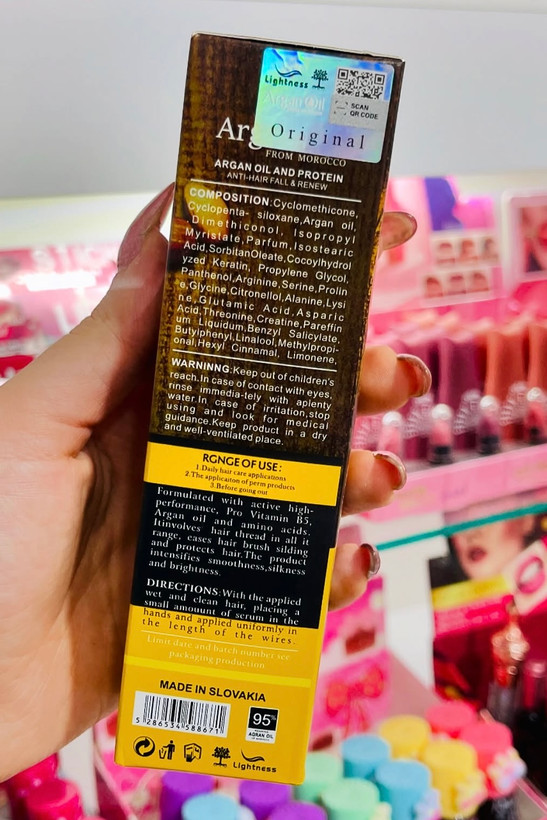 Lightness
Argan Oil
SCAN
QR CODE
Original
FROM MOROCCO
ARGAN OIL AND PROTEIN
ANTI-HAIR FALL & RENEW
COMPOSITION:Cyclomethicone,
Cyclopenta- siloxane,Argan oil
,Dimethiconol, Isopropyl
Myristate,Parfum,Isostearic
Acid,SorbitanOleate,Cocoylhydrol
yzed Keratin, Propylene Glycol,
Panthenol,Arginine,Serine,Prolin
e,Glycine,Citronellol,Alanine,Lysi
ne,Glutamic Acid,Asparic
Acid,Threonine,Creatine,Pareffin
um Liquidum,Benzyl Salicylate,
Butylphenyl,Linalool,Methylpropi-
onal,Hexyl Cinnamal, Limonene,
WARNINNG:Keep out of children's
reach.In case of contact with eyes,
rinse immedia-tely with aplenty
water.In case of irritation,stop
using and look for medical
guidance.Keep product in a dry
and well-ventilated place.
RGNGE OF USE:
1.Daily hair care applications
2.The applicaiton of perm products
3.Before going out
Formulated with active high-
performance, Pro Vitamin B5,
Argan oil and amino acids.
Itinvolves hair thread in all it
range, eases hair brush silding
and protects hair.The product
intensifies smoothness,silkness
and brightness.
DIRECTIONS:With the applied
wet and clean hair, placing a
small amount of serum in the
hands and applied uniformly in
the length of the wires.
Limit date and batch number see
packaging production
MADE IN SLOVAKIA
5 286534 588671
95%
AGRAN OIL
Lightness